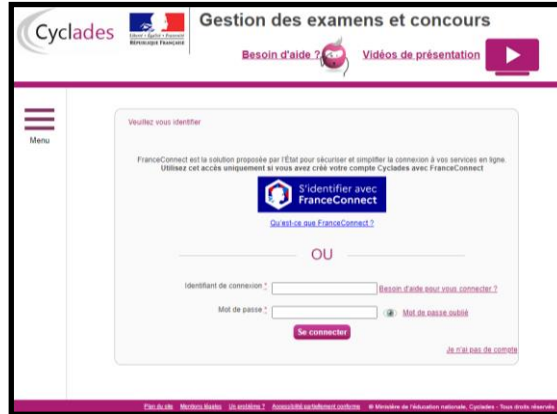 Cyclades
Liberté • Égalité • Fraternité
RÉPUBLIQUE FRANÇAISE
Gestion des examens et concours
Besoin d'aide ?
Vidéos de présentation
Menu
Veuillez vous identifier
FranceConnect est la solution proposée par l'État pour sécuriser et simplifier la connexion à vos services en ligne.
Utilisez cet accès uniquement si vous avez créé votre compte Cyclades avec FranceConnect
S'identifier avec
FranceConnect
Qu'est-ce que FranceConnect ?
OU
Identifiant de connexion *
Besoin d'aide pour vous connecter ?
Mot de passe *
Mot de passe oublié
Se connecter
Je n'ai pas de compte
Plan du site Mentions légales Un problème ? Accessibilité partiellement conforme © Ministère de l'éducation nationale, Cyclades - Tous droits réservés